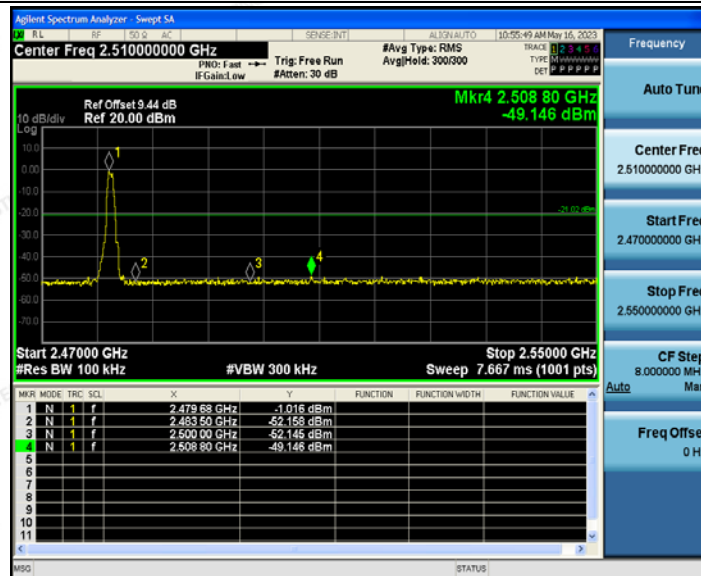 Agilent Spectrum Analyzer - Swept SA
RL RF 50 Ω AC SENSE:INT ALIGN AUTO 10:55:49 AM May 16, 2023
Center Freq 2.510000000 GHz
PNO: Fast
IFGain:Low
Trig: Free Run
#Atten: 30 dB
#Avg Type: RMS
Avg|Hold: 300/300
TRACE 1 2 3 4 5 6
TYPE M W W W W W
DET P P P P P P
Frequency
Ref Offset 9.44 dB
Ref 20.00 dBm
10 dB/div
Log
Mkr4 2.508 80 GHz
-49.146 dBm
10.0
0.00
-10.0
-20.0
-30.0
-40.0
-50.0
-60.0
-70.0
1
2
3
4
-21.02 dBm
Start 2.47000 GHz
Stop 2.55000 GHz
#Res BW 100 kHz
#VBW 300 kHz
Sweep 7.667 ms (1001 pts)
MKR MODE TRC SCL X Y FUNCTION FUNCTION WIDTH FUNCTION VALUE
1 N 1 f 2.479 68 GHz -1.016 dBm
2 N 1 f 2.483 50 GHz -52.158 dBm
3 N 1 f 2.500 00 GHz -52.145 dBm
4 N 1 f 2.508 80 GHz -49.146 dBm
5
6
7
8
9
10
11
MSG
STATUS
Auto Tun
Center Fre
2.510000000 GH
Start Fre
2.470000000 GH
Stop Fre
2.550000000 GH
CF Step
8.000000 MH
Auto Ma
Freq Offse
0 H